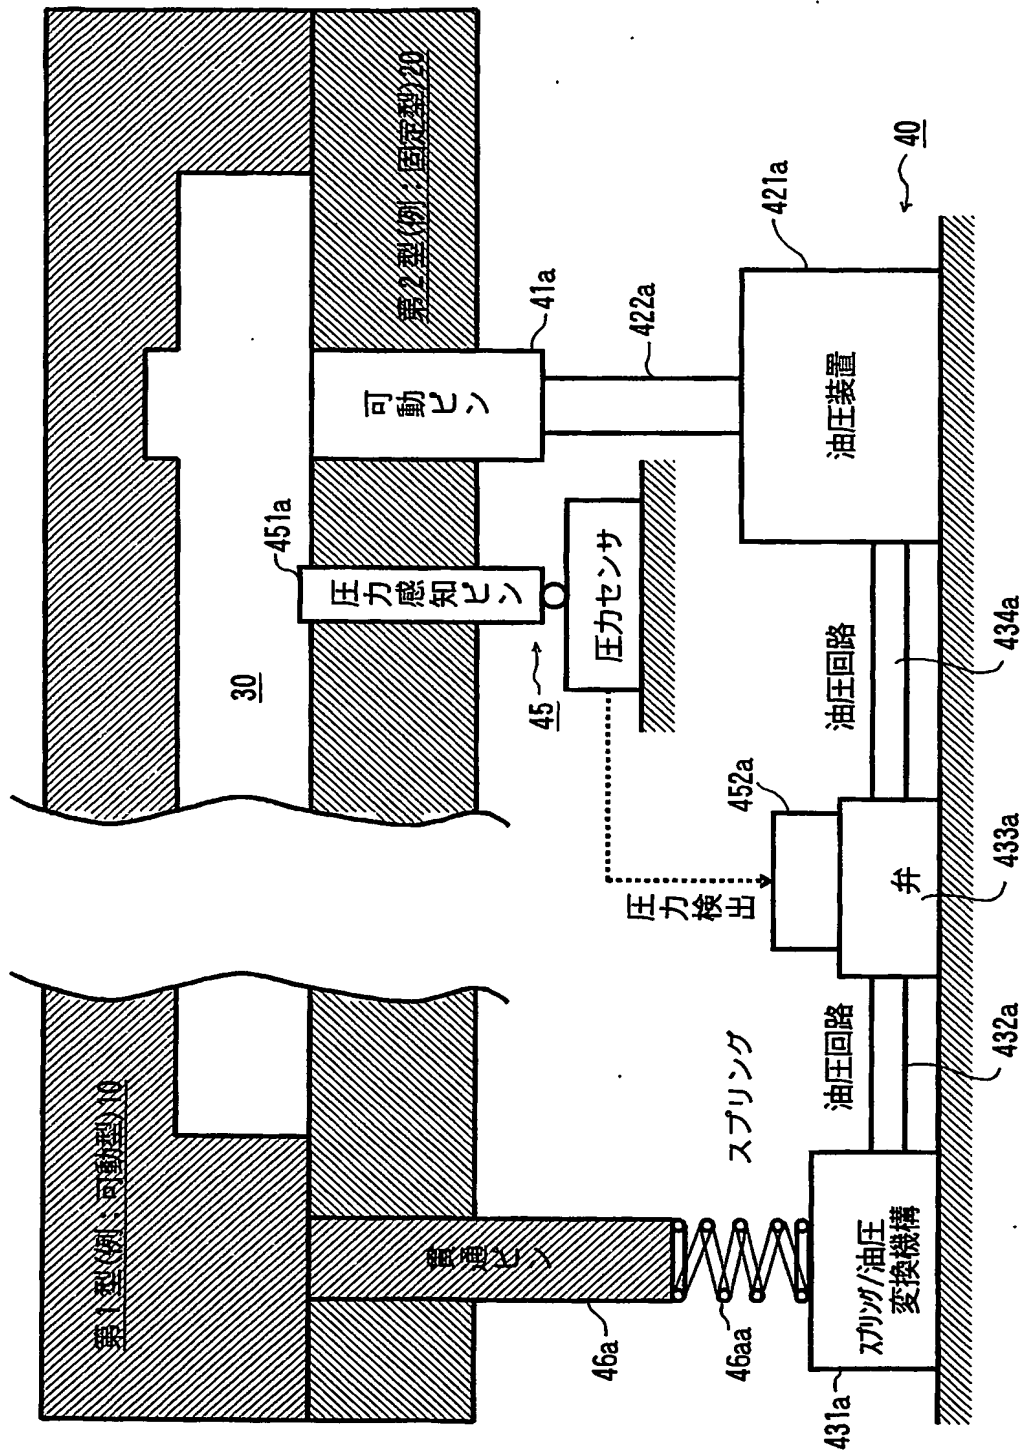 第1型(例:可動型)10
第2型(例:固定型)20
30
貫通ピン
46a
スプリング
46aa
スプリング/油圧
変換機構
431a
油圧回路
432a
弁
433a
452a
圧力検出
45
圧力感知ピン
451a
圧力センサ
可動ピン
41a
422a
油圧装置
421a
油圧回路
434a
40